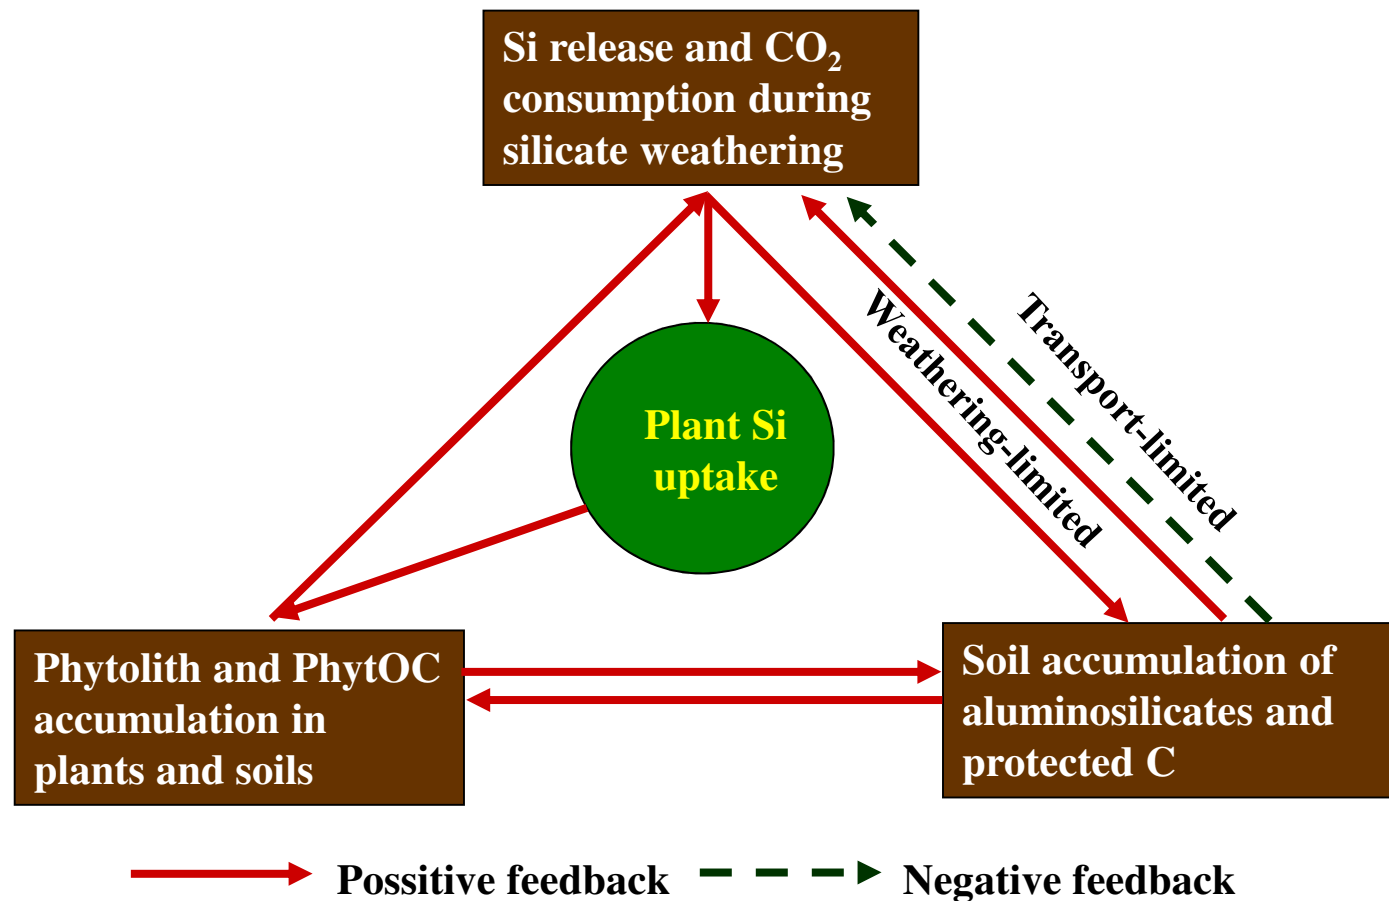 Si release and CO₂
consumption during
silicate weathering
Weathering-limited
Transport-limited
Plant Si
uptake
Phytolith and PhytOC
accumulation in
plants and soils
Soil accumulation of
aluminosilicates and
protected C
Possitive feedback
Negative feedback